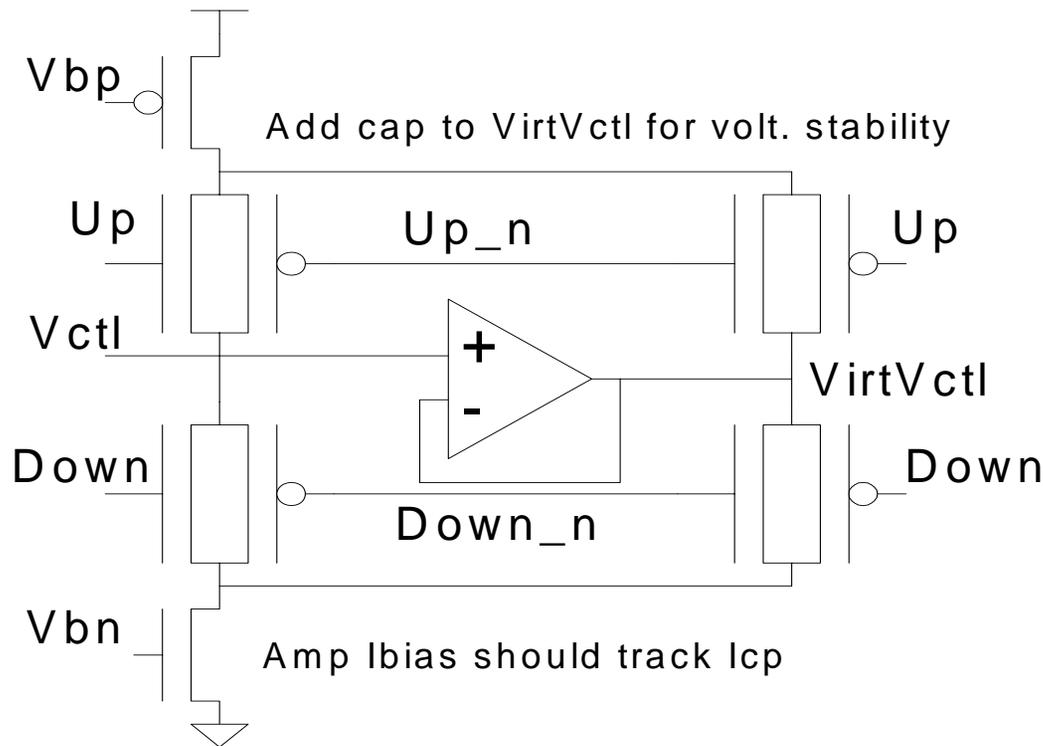 Vbp
Add cap to VirtVctl for volt. stability
Up
Up_n
Up
Vctl
+
VirtVctl
-
Down
Down
Down_n
Vbn
Amp Ibias should track Icp